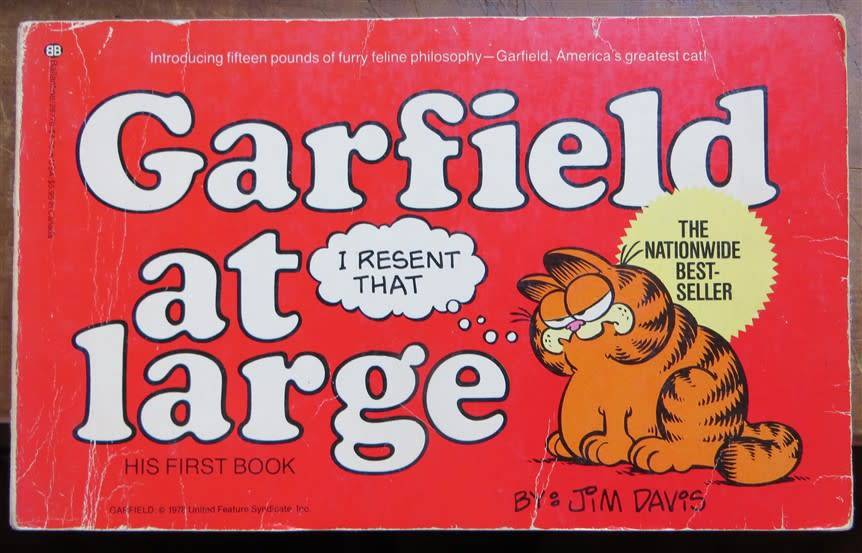 BB
Introducing fifteen pounds of furry feline philosophy—Garfield, America's greatest cat!
Garfield
at
large
I RESENT
THAT
THE
NATIONWIDE
BEST-
SELLER
HIS FIRST BOOK
GARFIELD: © 1978 United Feature Syndicate, Inc.
BY: JIM DAVIS